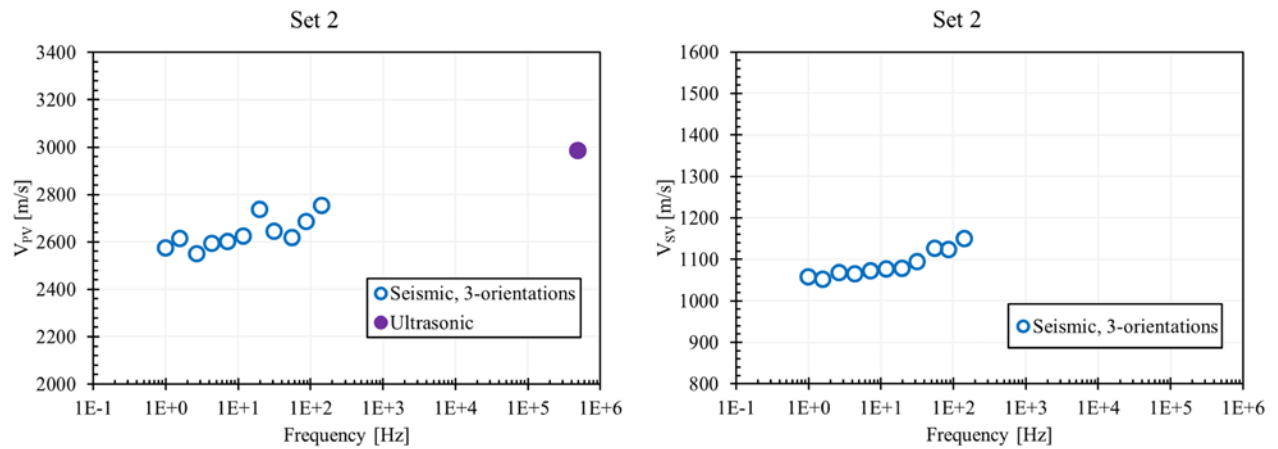 Set 2
3400
3200
3000
2800
2600
2400
2200
2000
V_PV [m/s]
Seismic, 3-orientations
Ultrasonic
1E-1 1E+0 1E+1 1E+2 1E+3 1E+4 1E+5 1E+6
Frequency [Hz]
Set 2
1600
1500
1400
1300
1200
1100
1000
900
800
V_SV [m/s]
Seismic, 3-orientations
1E-1 1E+0 1E+1 1E+2 1E+3 1E+4 1E+5 1E+6
Frequency [Hz]